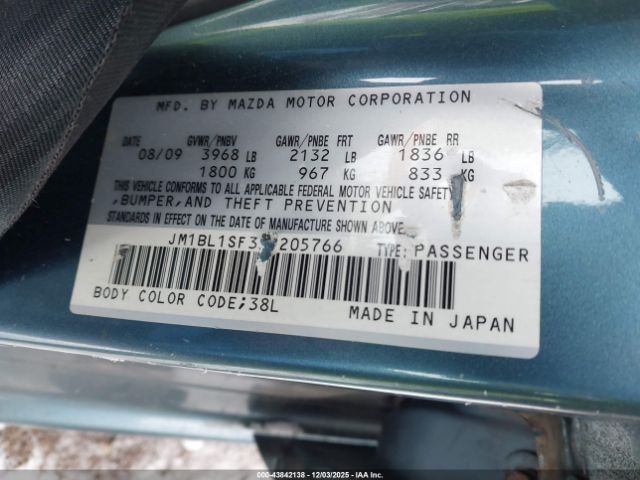 MFD. BY MAZDA MOTOR CORPORATION
DATE GVWR/PNBV GAWR/PNBE FRT GAWR/PNBE RR
08/09 3968 LB 2132 LB 1836 LB
1800 KG 967 KG 833 KG
THIS VEHICLE CONFORMS TO ALL APPLICABLE FEDERAL MOTOR VEHICLE SAFETY
,BUMPER,AND THEFT PREVENTION
STANDARDS IN EFFECT ON THE DATE OF MANUFACTURE SHOWN ABOVE.
TYPE: PASSENGER
BODY COLOR CODE;38L
MADE IN JAPAN
000-43842138 - 12/03/2025 - IAA Inc.